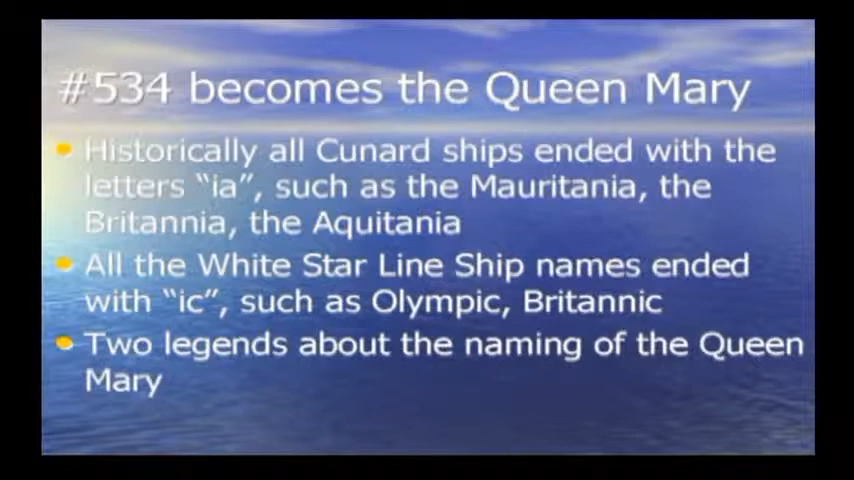 #534 becomes the Queen Mary
• Historically all Cunard ships ended with the
letters “ia”, such as the Mauritania, the
Britannia, the Aquitania
• All the White Star Line Ship names ended
with “ic”, such as Olympic, Britannic
• Two legends about the naming of the Queen
Mary